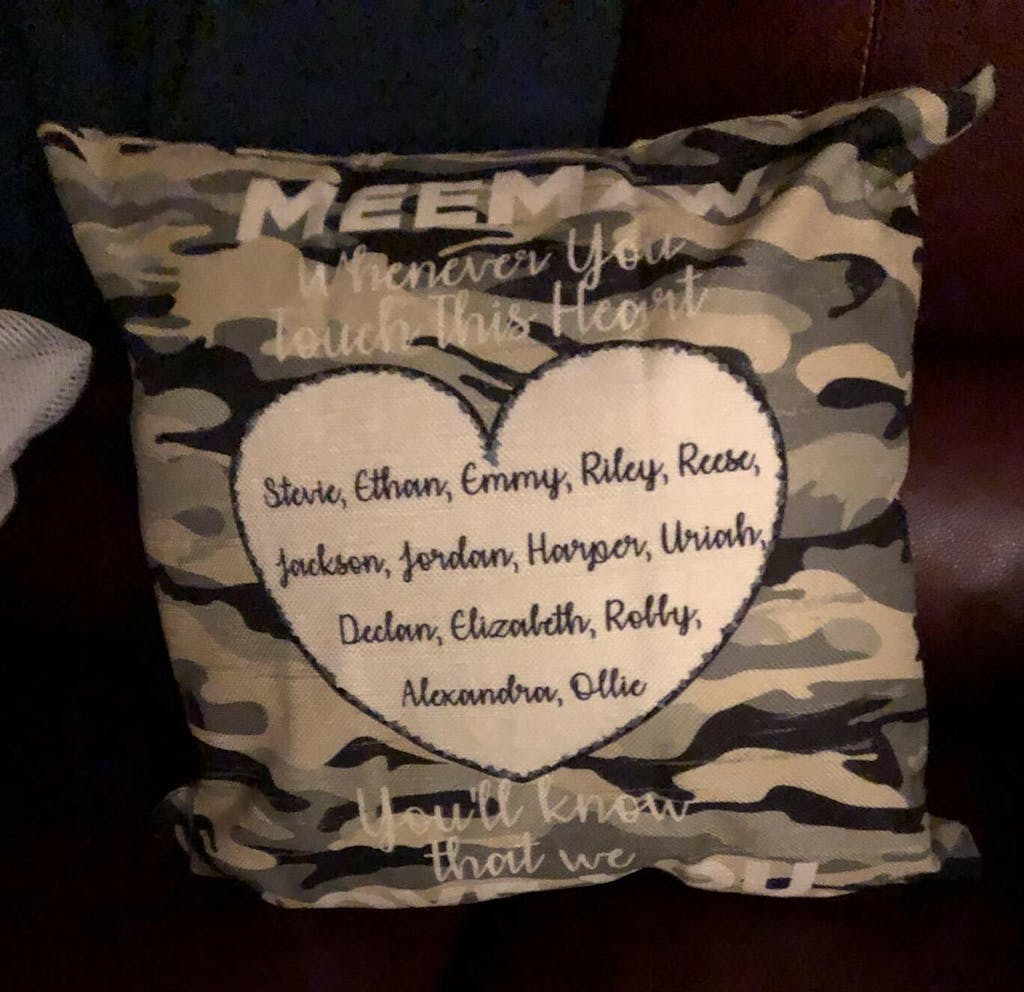 MEEMAW
Whenever You
Touch This Heart
Stevie, Ethan, Emmy, Riley, Reese,
Jackson, Jordan, Harper, Uriah,
Declan, Elizabeth, Robby,
Alexandra, Ollie
You'll know
that we